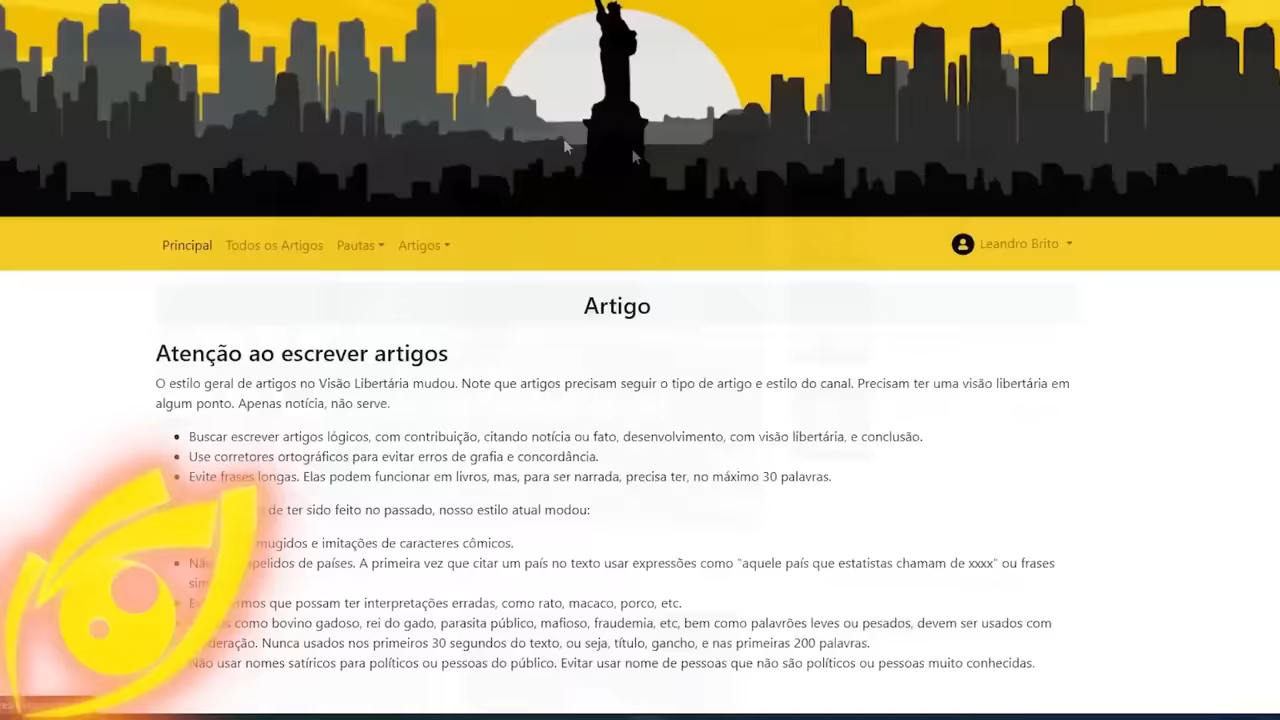 Principal Todos os Artigos Pautas Artigos Leandro Brito
Artigo
Atenção ao escrever artigos
O estilo geral de artigos no Visão Libertária mudou. Note que artigos precisam seguir o tipo de artigo e estilo do canal. Precisam ter uma visão libertária em
algum ponto. Apenas notícia, não serve.
Buscar escrever artigos lógicos, com contribuição, citando notícia ou fato, desenvolvimento, com visão libertária, e conclusão.
Use corretores ortográficos para evitar erros de grafia e concordância.
Evite frases longas. Elas podem funcionar em livros, mas, para ser narrada, precisa ter, no máximo 30 palavras.
de ter sido feito no passado, nosso estilo atual modou:
mugidos e imitações de caracteres cômicos.
apelidos de países. A primeira vez que citar um país no texto usar expressões como "aquele país que estatistas chamam de xxxx" ou frases
que possam ter interpretações erradas, como rato, macaco, porco, etc.
como bovino gadoso, rei do gado, parasita público, mafioso, fraudemia, etc, bem como palavrões leves ou pesados, devem ser usados com
Nunca usados nos primeiros 30 segundos do texto, ou seja, título, gancho, e nas primeiras 200 palavras.
Não usar nomes satíricos para políticos ou pessoas do público. Evitar usar nome de pessoas que não são políticos ou pessoas muito conhecidas.